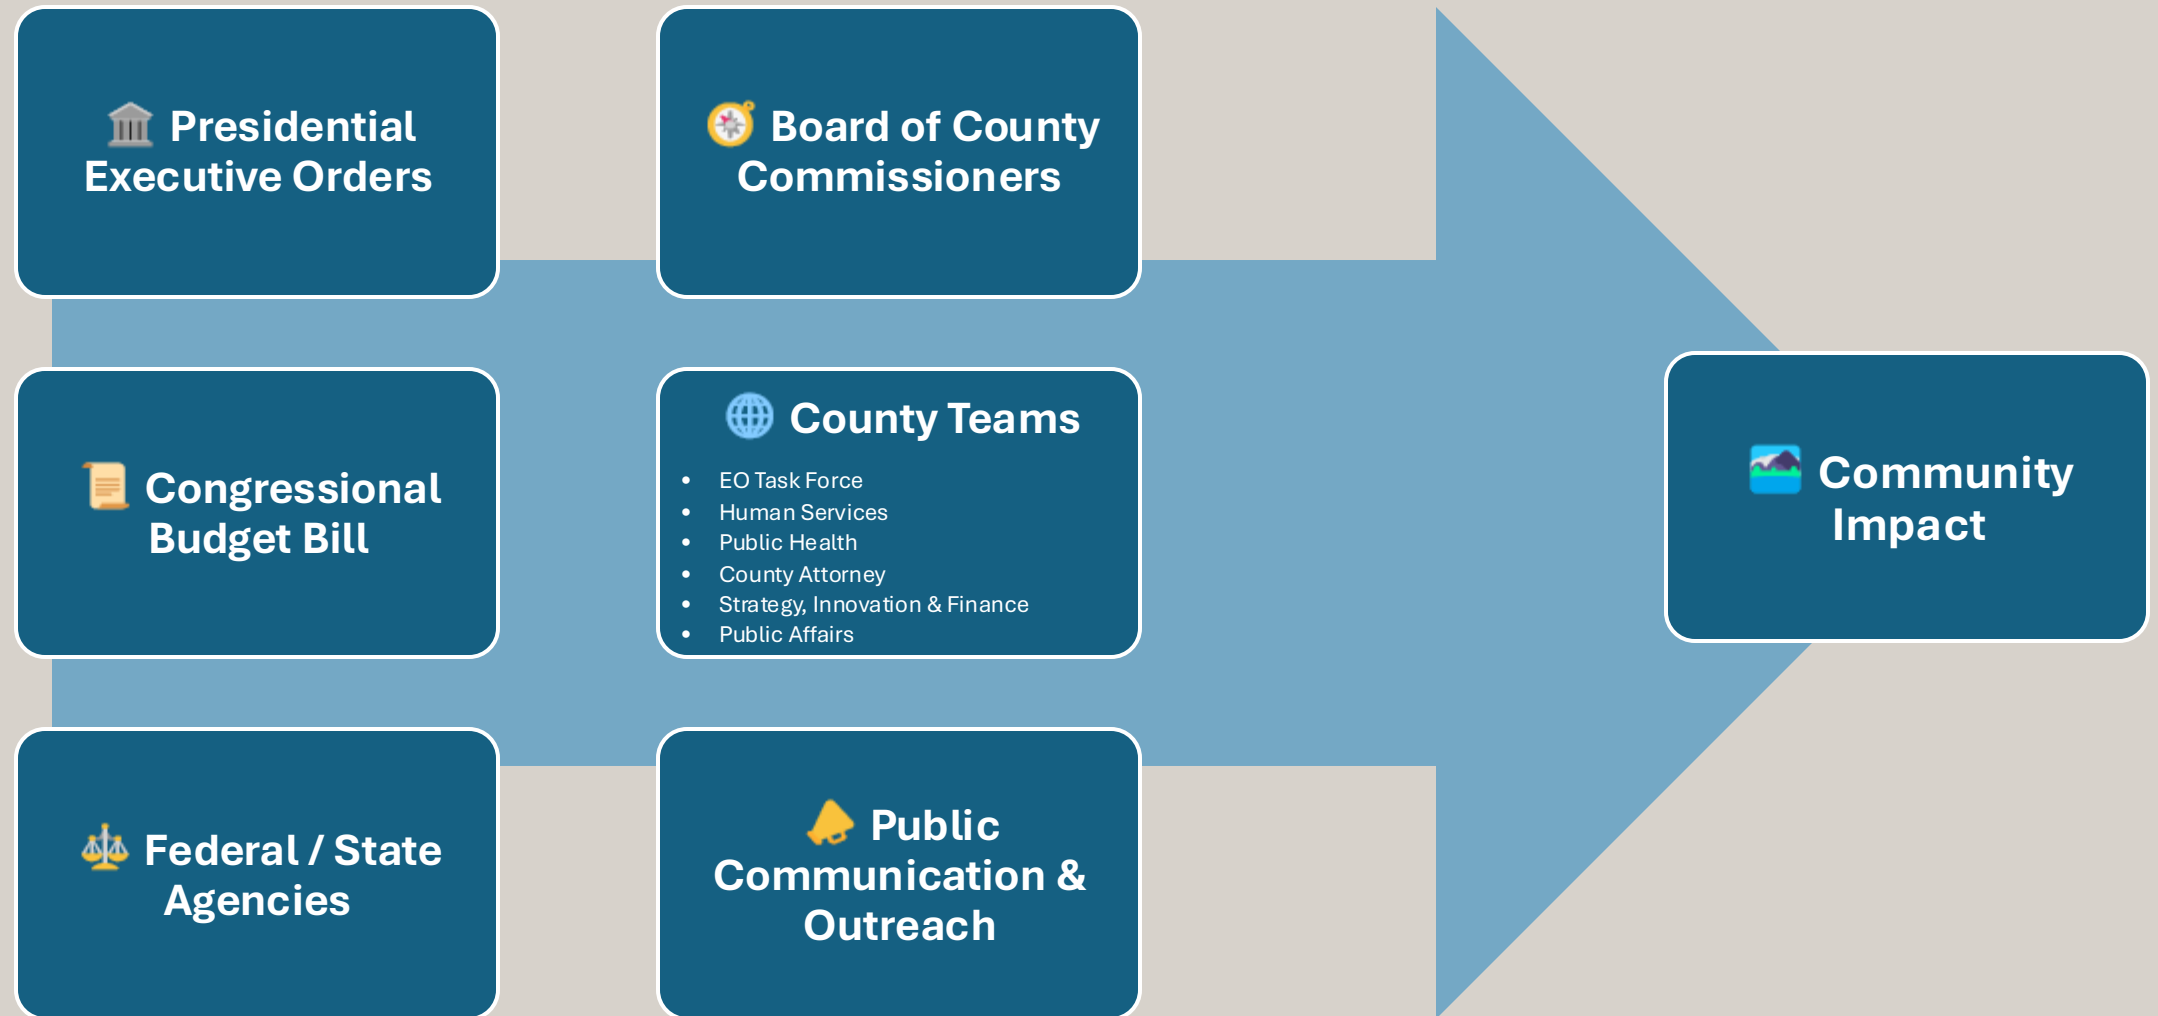 Presidential
Executive Orders
Congressional
Budget Bill
Federal / State
Agencies
Board of County
Commissioners
County Teams
• EO Task Force
• Human Services
• Public Health
• County Attorney
• Strategy, Innovation & Finance
• Public Affairs
Public
Communication &
Outreach
Community
Impact